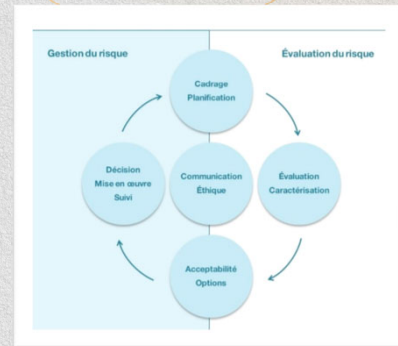 Gestion du risque
Évaluation du risque
Cadrage
Planification
Décision
Mise en œuvre
Suivi
Communication
Éthique
Évaluation
Caractérisation
Acceptabilité
Options